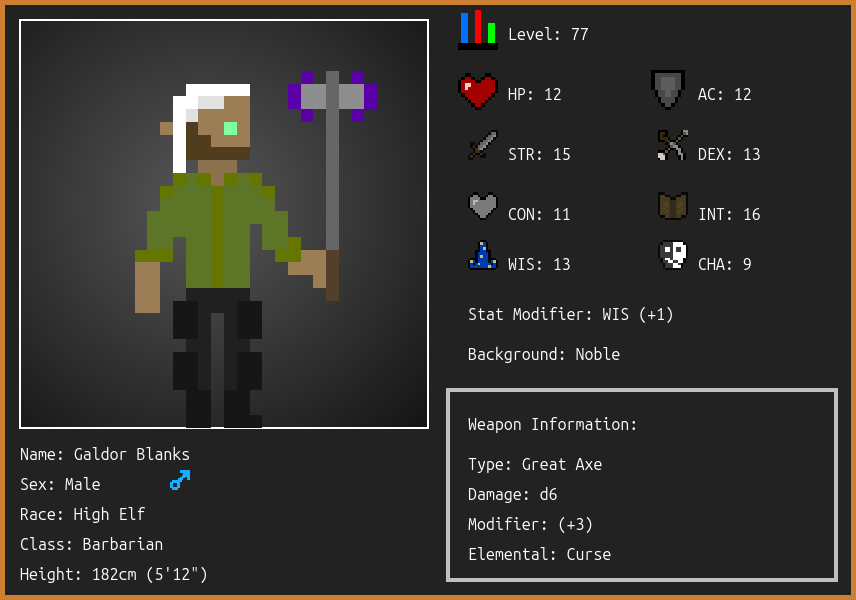 Level: 77
HP: 12
AC: 12
STR: 15
DEX: 13
CON: 11
INT: 16
WIS: 13
CHA: 9
Stat Modifier: WIS (+1)
Background: Noble
Weapon Information:
Type: Great Axe
Damage: d6
Modifier: (+3)
Elemental: Curse
Name: Galdor Blanks
Sex: Male
Race: High Elf
Class: Barbarian
Height: 182cm (5'12")